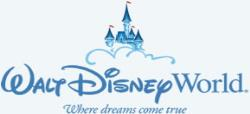 WALT DISNEY World.
Where dreams come true